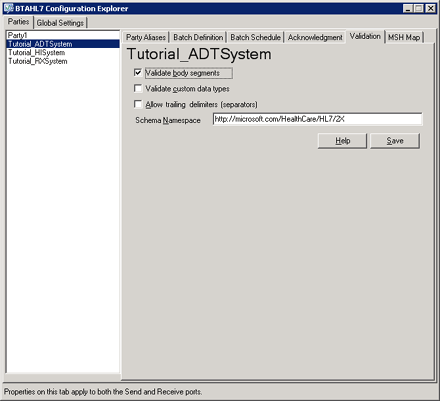 BTAHL7 Configuration Explorer
Parties Global Settings
Party1
Tutorial_ADTSystem
Tutorial_HISystem
Tutorial_RXSystem
Party Aliases Batch Definition Batch Schedule Acknowledgment Validation MSH Map
Tutorial_ADTSystem
Validate body segments
Validate custom data types
Allow trailing delimiters (separators)
Schema Namespace http://microsoft.com/HealthCare/HL7/2X
Help Save
Properties on this tab apply to both the Send and Receive ports.